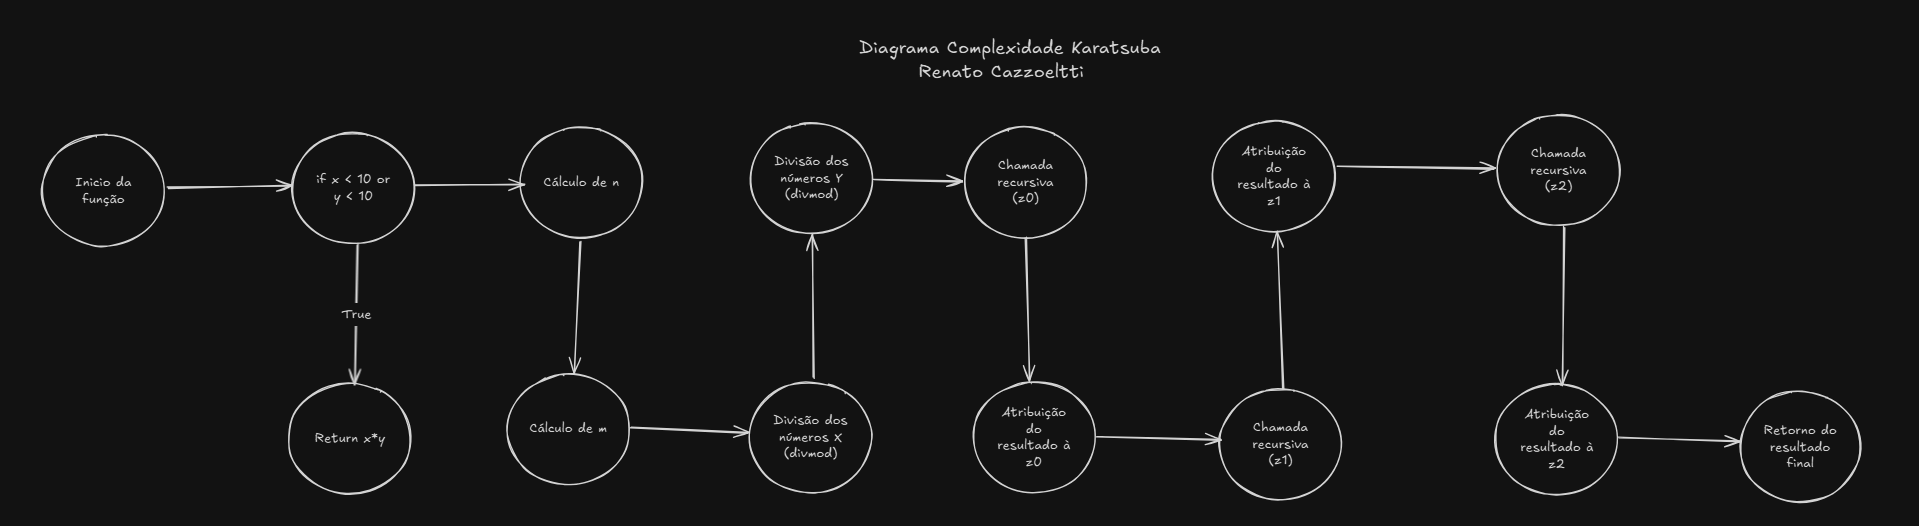 Diagrama Complexidade Karatsuba
Renato Cazzoeltti
Inicio da
função
if x < 10 or
y < 10
True
Return x*y
Cálculo de n
Cálculo de m
Divisão dos
números X
(divmod)
Divisão dos
números Y
(divmod)
Chamada
recursiva
(z0)
Atribuição
do
resultado à
z0
Chamada
recursiva
(z1)
Atribuição
do
resultado à
z1
Chamada
recursiva
(z2)
Atribuição
do
resultado à
z2
Retorno do
resultado
final